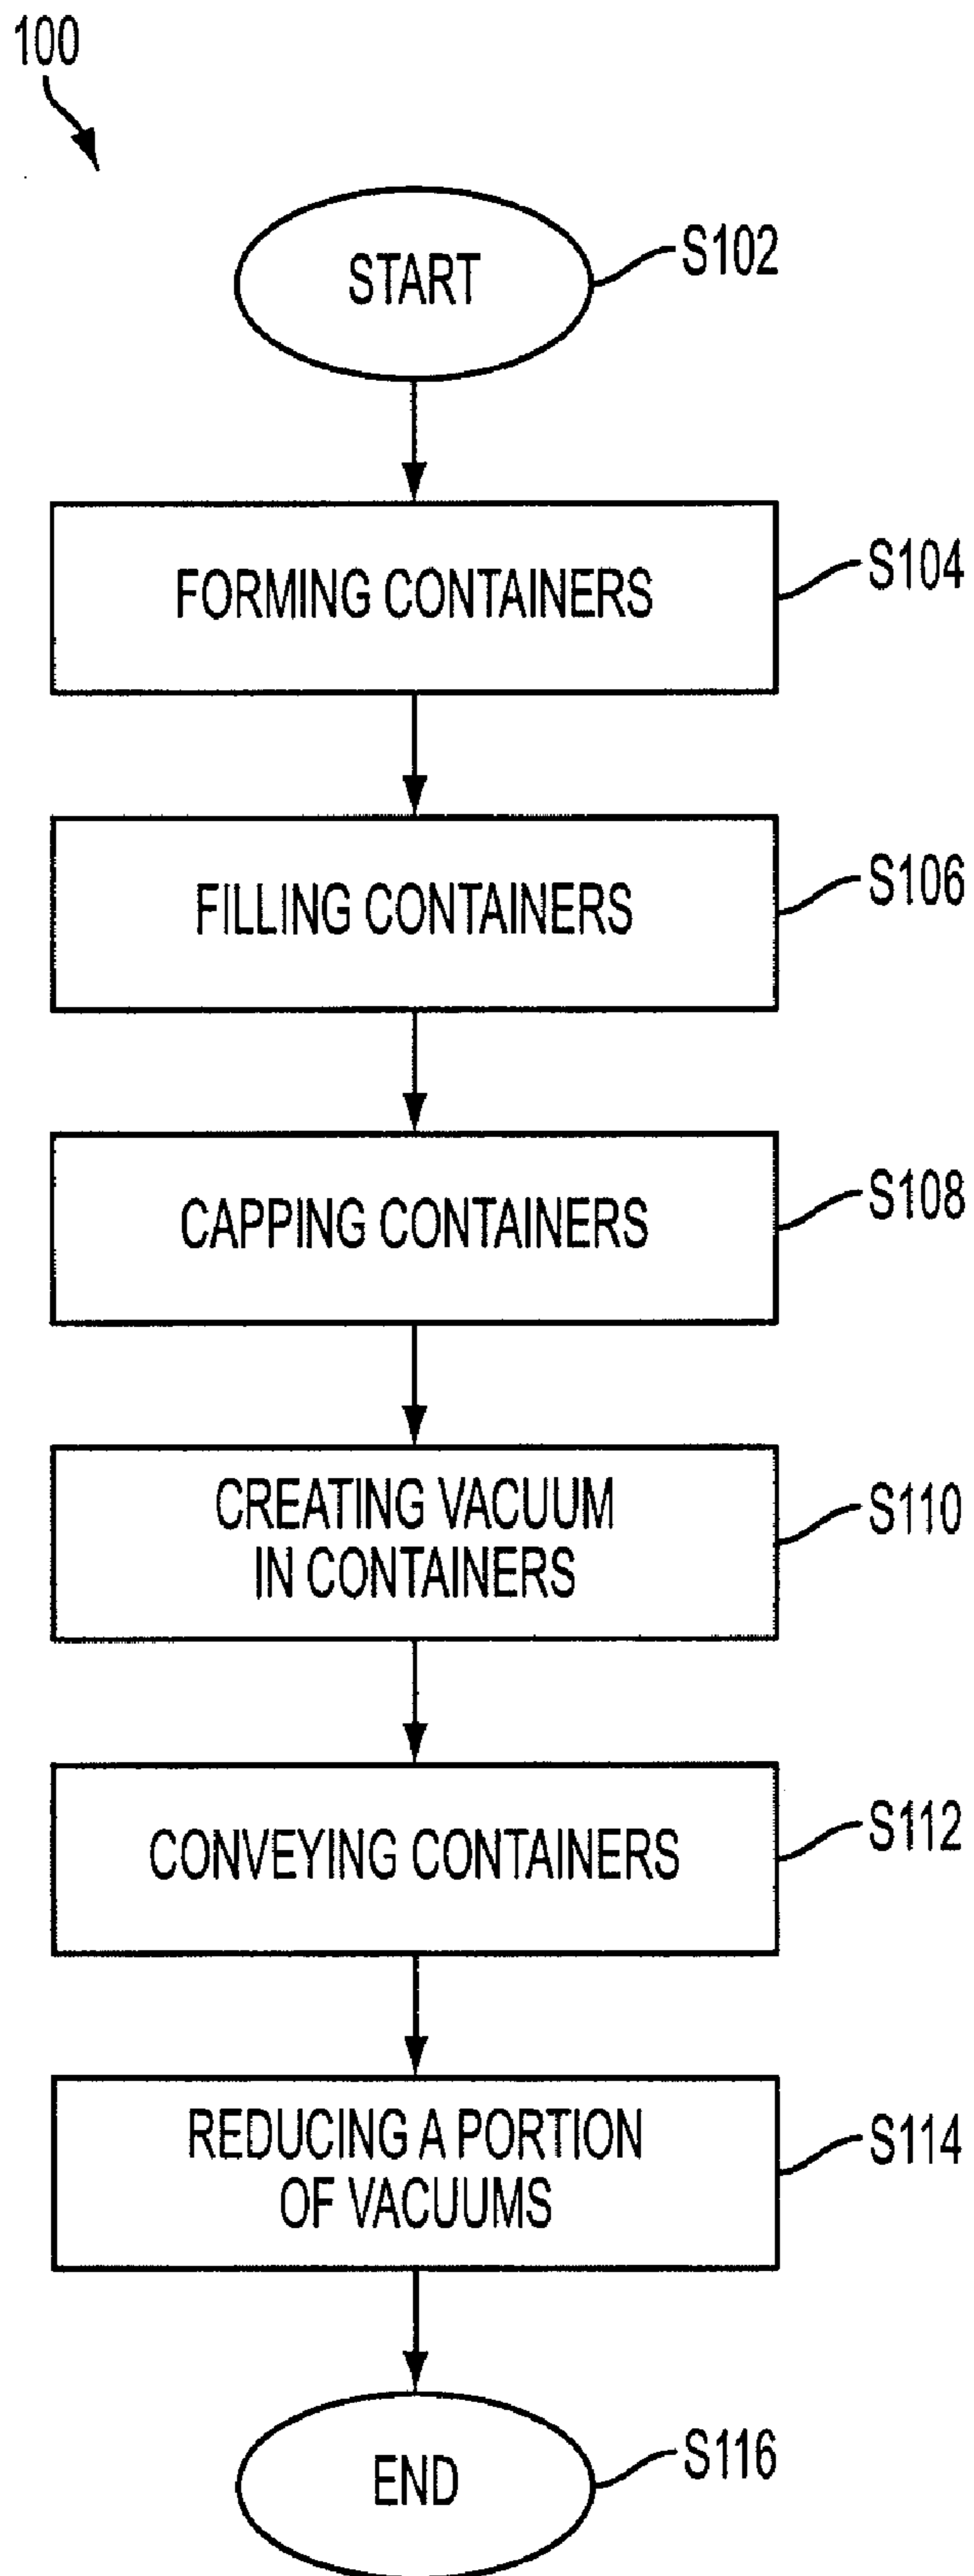 100
START
S102
FORMING CONTAINERS
S104
FILLING CONTAINERS
S106
CAPPING CONTAINERS
S108
CREATING VACUUM
IN CONTAINERS
S110
CONVEYING CONTAINERS
S112
REDUCING A PORTION
OF VACUUMS
S114
END
S116